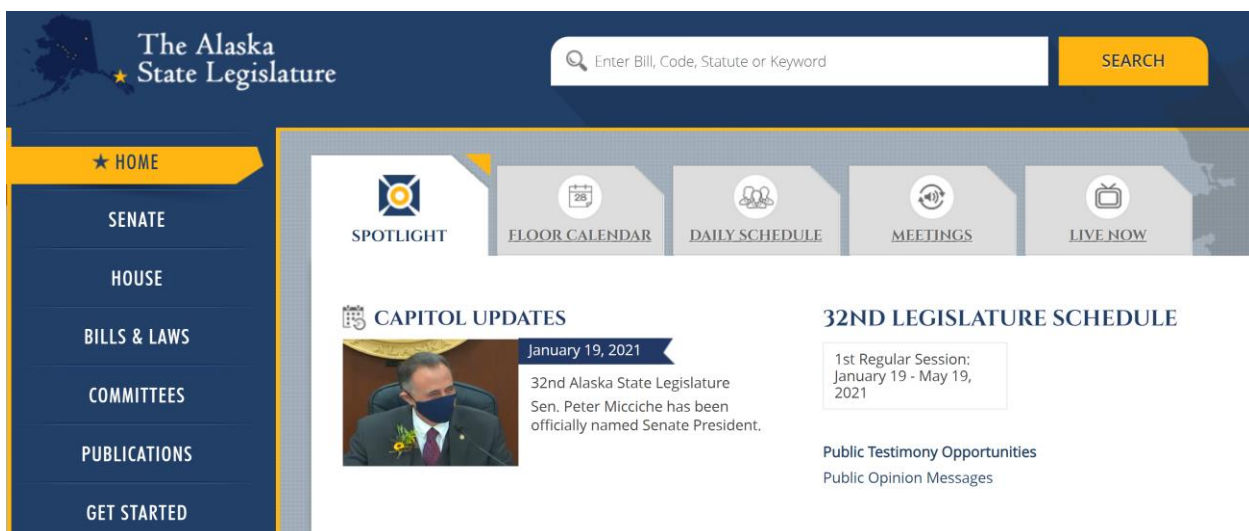 The Alaska
State Legislature
Enter Bill, Code, Statute or Keyword
SEARCH
★ HOME
SENATE
HOUSE
BILLS & LAWS
COMMITTEES
PUBLICATIONS
GET STARTED
SPOTLIGHT
28
FLOOR CALENDAR
DAILY SCHEDULE
MEETINGS
LIVE NOW
CAPITOL UPDATES
January 19, 2021
32nd Alaska State Legislature
Sen. Peter Micciche has been
officially named Senate President.
32ND LEGISLATURE SCHEDULE
1st Regular Session:
January 19 - May 19,
2021
Public Testimony Opportunities
Public Opinion Messages